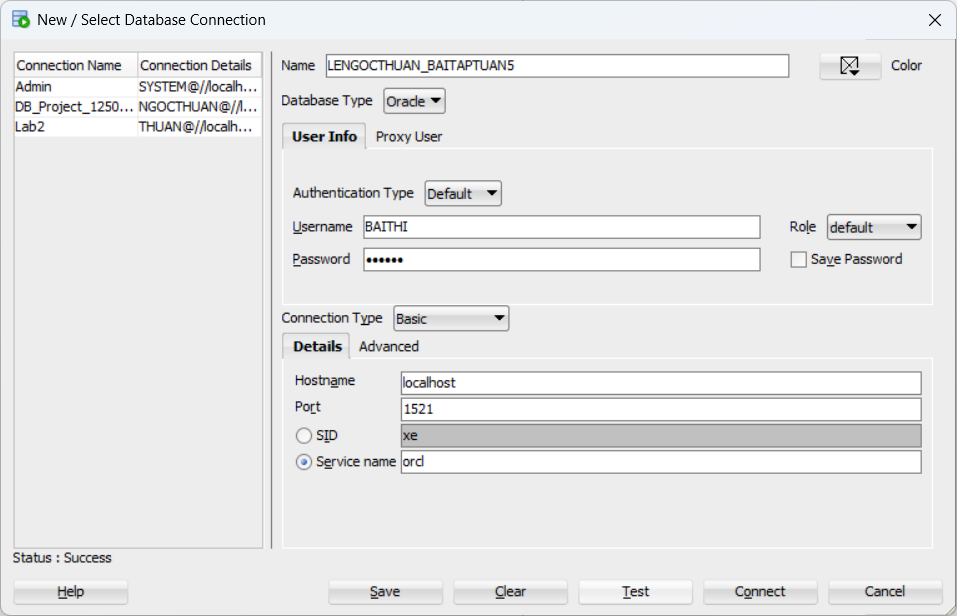 New / Select Database Connection
Connection Name Connection Details
Admin SYSTEM@//localh...
DB_Project_1250... NGOCTHUAN@//l...
Lab2 THUAN@//localh...
Name LENGOCTHUAN_BAITAPTUAN5 Color
Database Type Oracle
User Info Proxy User
Authentication Type Default
Username BAITHI Role default
Password •••••• Save Password
Connection Type Basic
Details Advanced
Hostname localhost
Port 1521
SID xe
Service name orcl
Status : Success
Help Save Clear Test Connect Cancel